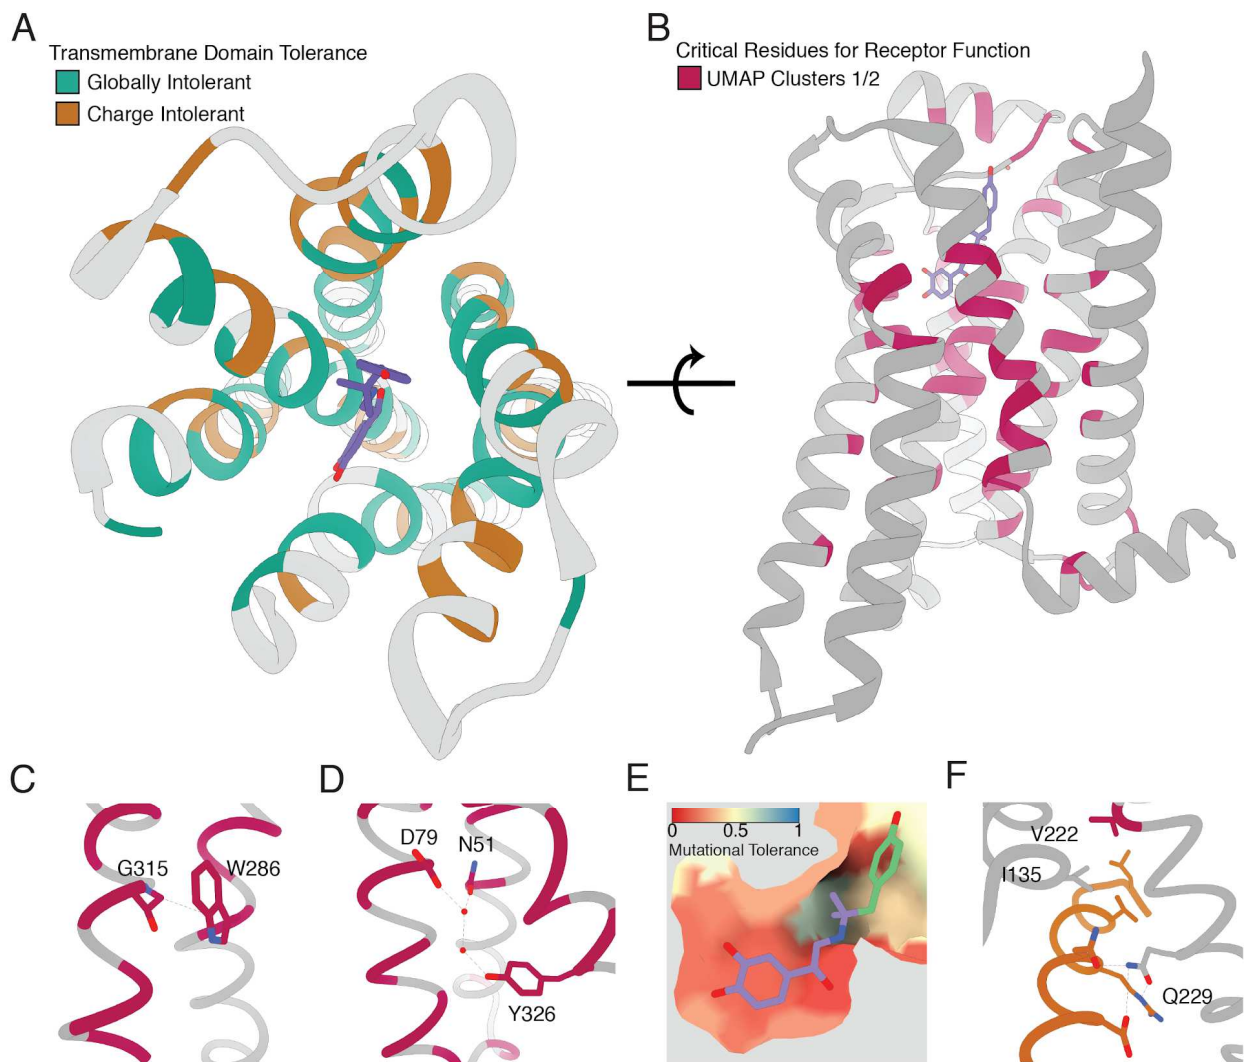 A
Transmembrane Domain Tolerance
Globally Intolerant
Charge Intolerant
B
Critical Residues for Receptor Function
UMAP Clusters 1/2
C
G315
W286
D
D79
N51
Y326
E
0
0.5
1
Mutational Tolerance
F
V222
I135
Q229